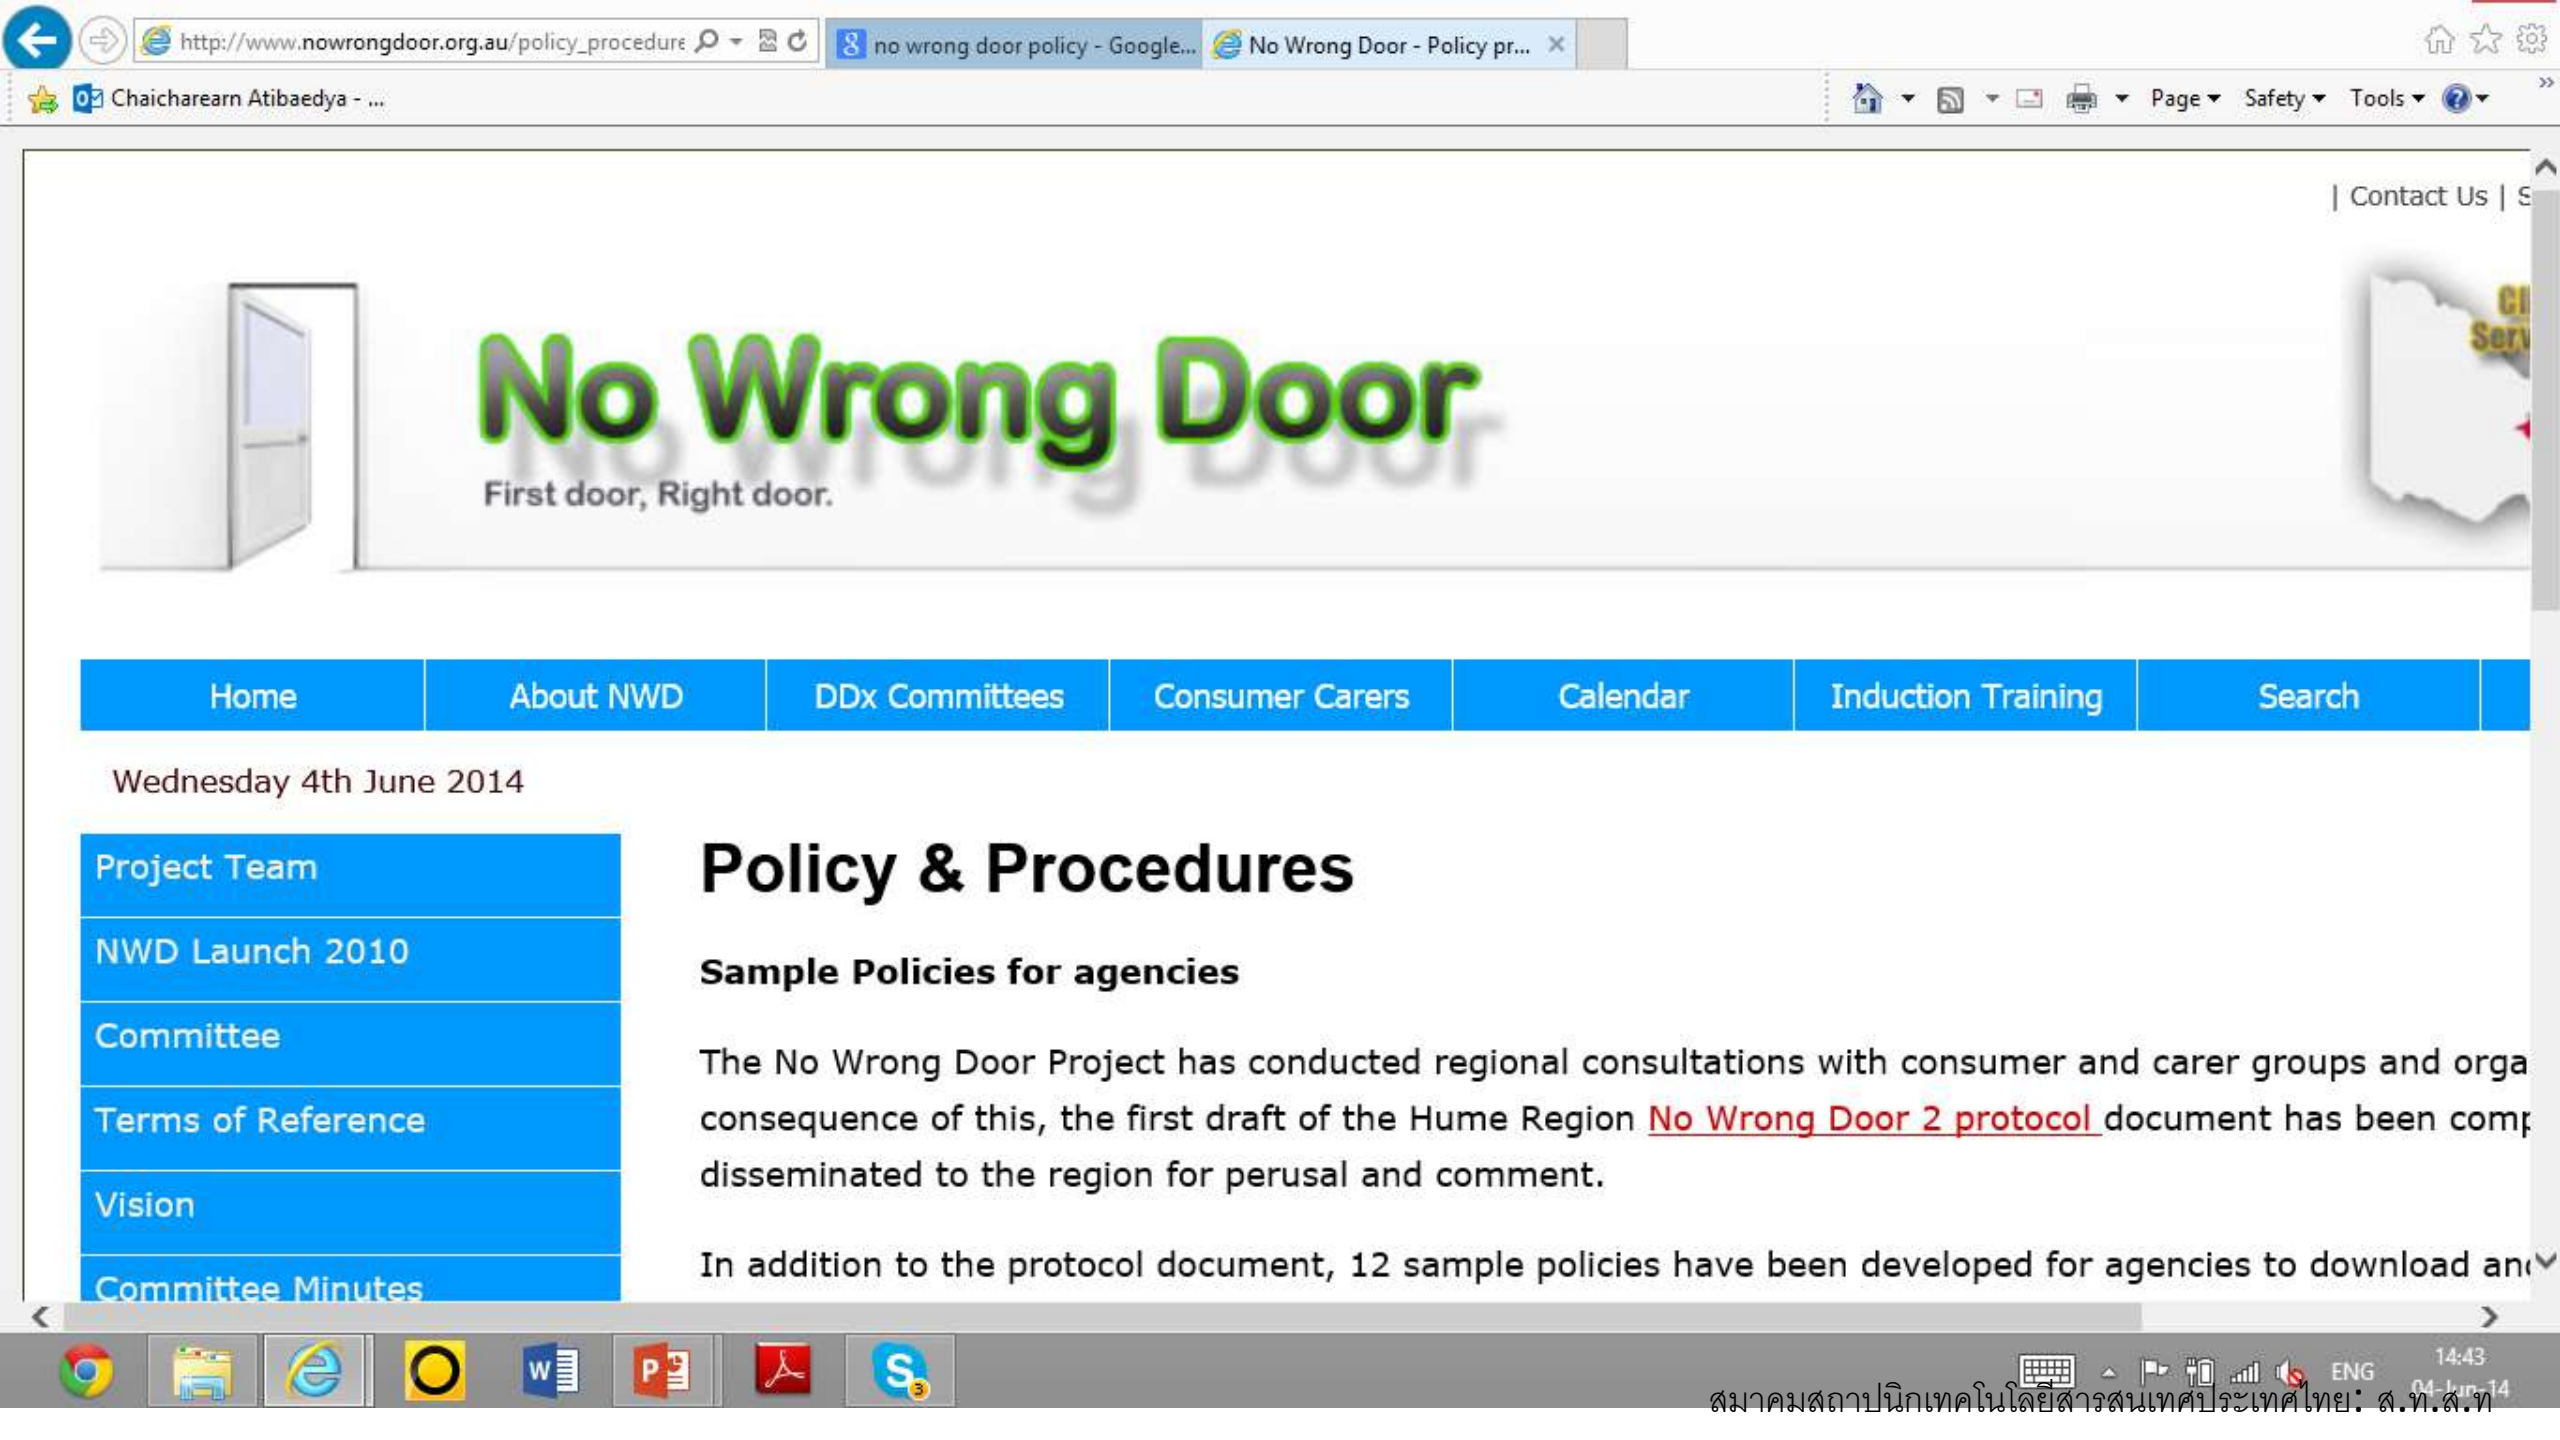 http://www.nowrongdoor.org.au/policy_procedure
no wrong door policy - Google...
No Wrong Door - Policy pr...
Chaicharearn Atibaedya - ...
Page
Safety
Tools
| Contact Us | S
No Wrong Door
First door, Right door.
Home
About NWD
DDx Committees
Consumer Carers
Calendar
Induction Training
Search
Wednesday 4th June 2014
Project Team
NWD Launch 2010
Committee
Terms of Reference
Vision
Committee Minutes
Policy & Procedures
Sample Policies for agencies
The No Wrong Door Project has conducted regional consultations with consumer and carer groups and orga
consequence of this, the first draft of the Hume Region No Wrong Door 2 protocol document has been comp
disseminated to the region for perusal and comment.
In addition to the protocol document, 12 sample policies have been developed for agencies to download and
ENG
14:43
04-Jun-14
สมาคมสถาปนิกเทคโนโลยีสารสนเทศประเทศไทย: ส.ท.ส.ท